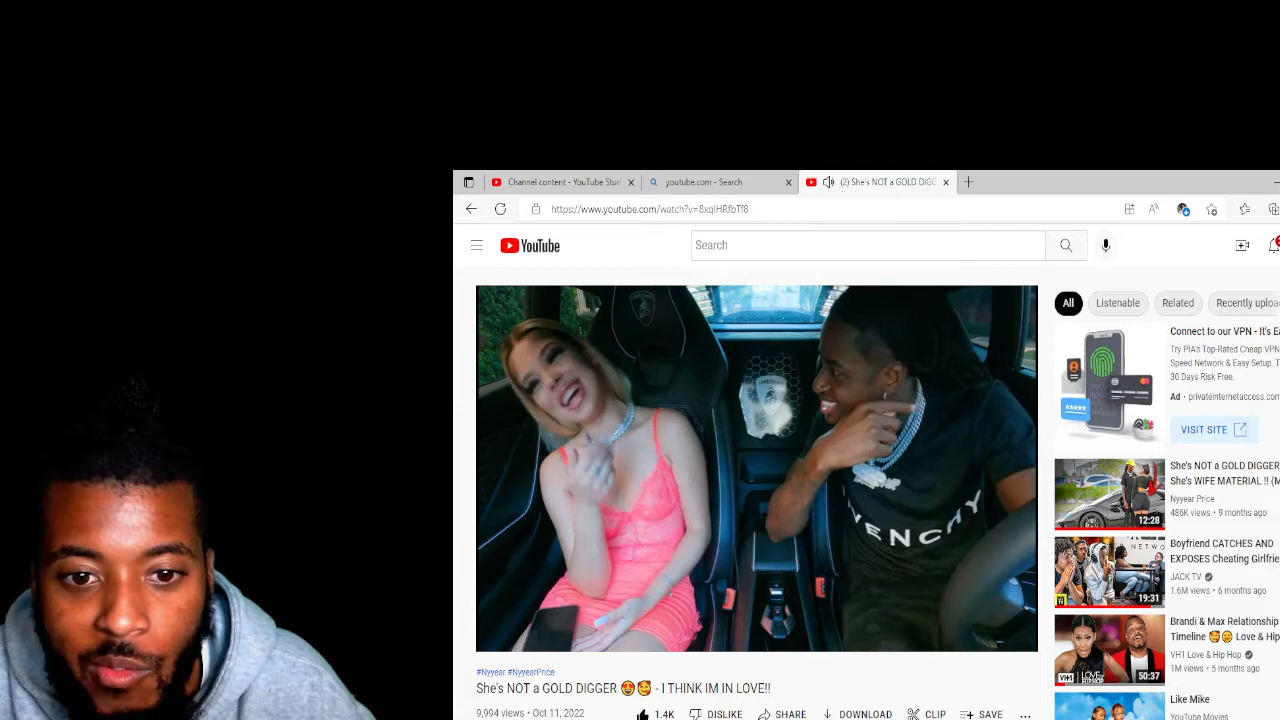 Channel content - YouTube Stud
youtube.com - Search
(2) She's NOT a GOLD DIGG
https://www.youtube.com/watch?v=8xqlHRfbTf8
YouTube
Search
All
Listenable
Related
Recently uploa
VENCHY
Connect to our VPN - It's Ea
Try PIA's Top-Rated Cheap VPN
Speed Network & Easy Setup. T
30 Days Risk Free.
Ad • privateinternetaccess.com
VISIT SITE
She's NOT a GOLD DIGGER
She's WIFE MATERIAL !! (M
Nyyear Price
486K views • 9 months ago
12:28
Boyfriend CATCHES AND
EXPOSES Cheating Girlfrie
JACK TV
1.6M views • 6 months ago
19:31
Brandi & Max Relationship
Timeline 🥰🥰 Love & Hip
VH1 Love & Hip Hop
1M views • 5 months ago
50:37
VH1
Like Mike
YouTube Movies
#Nyyear #NyyearPrice
She's NOT a GOLD DIGGER 😍🥰 - I THINK IM IN LOVE!!
9,994 views • Oct 11, 2022
1.4K
DISLIKE
SHARE
DOWNLOAD
CLIP
SAVE